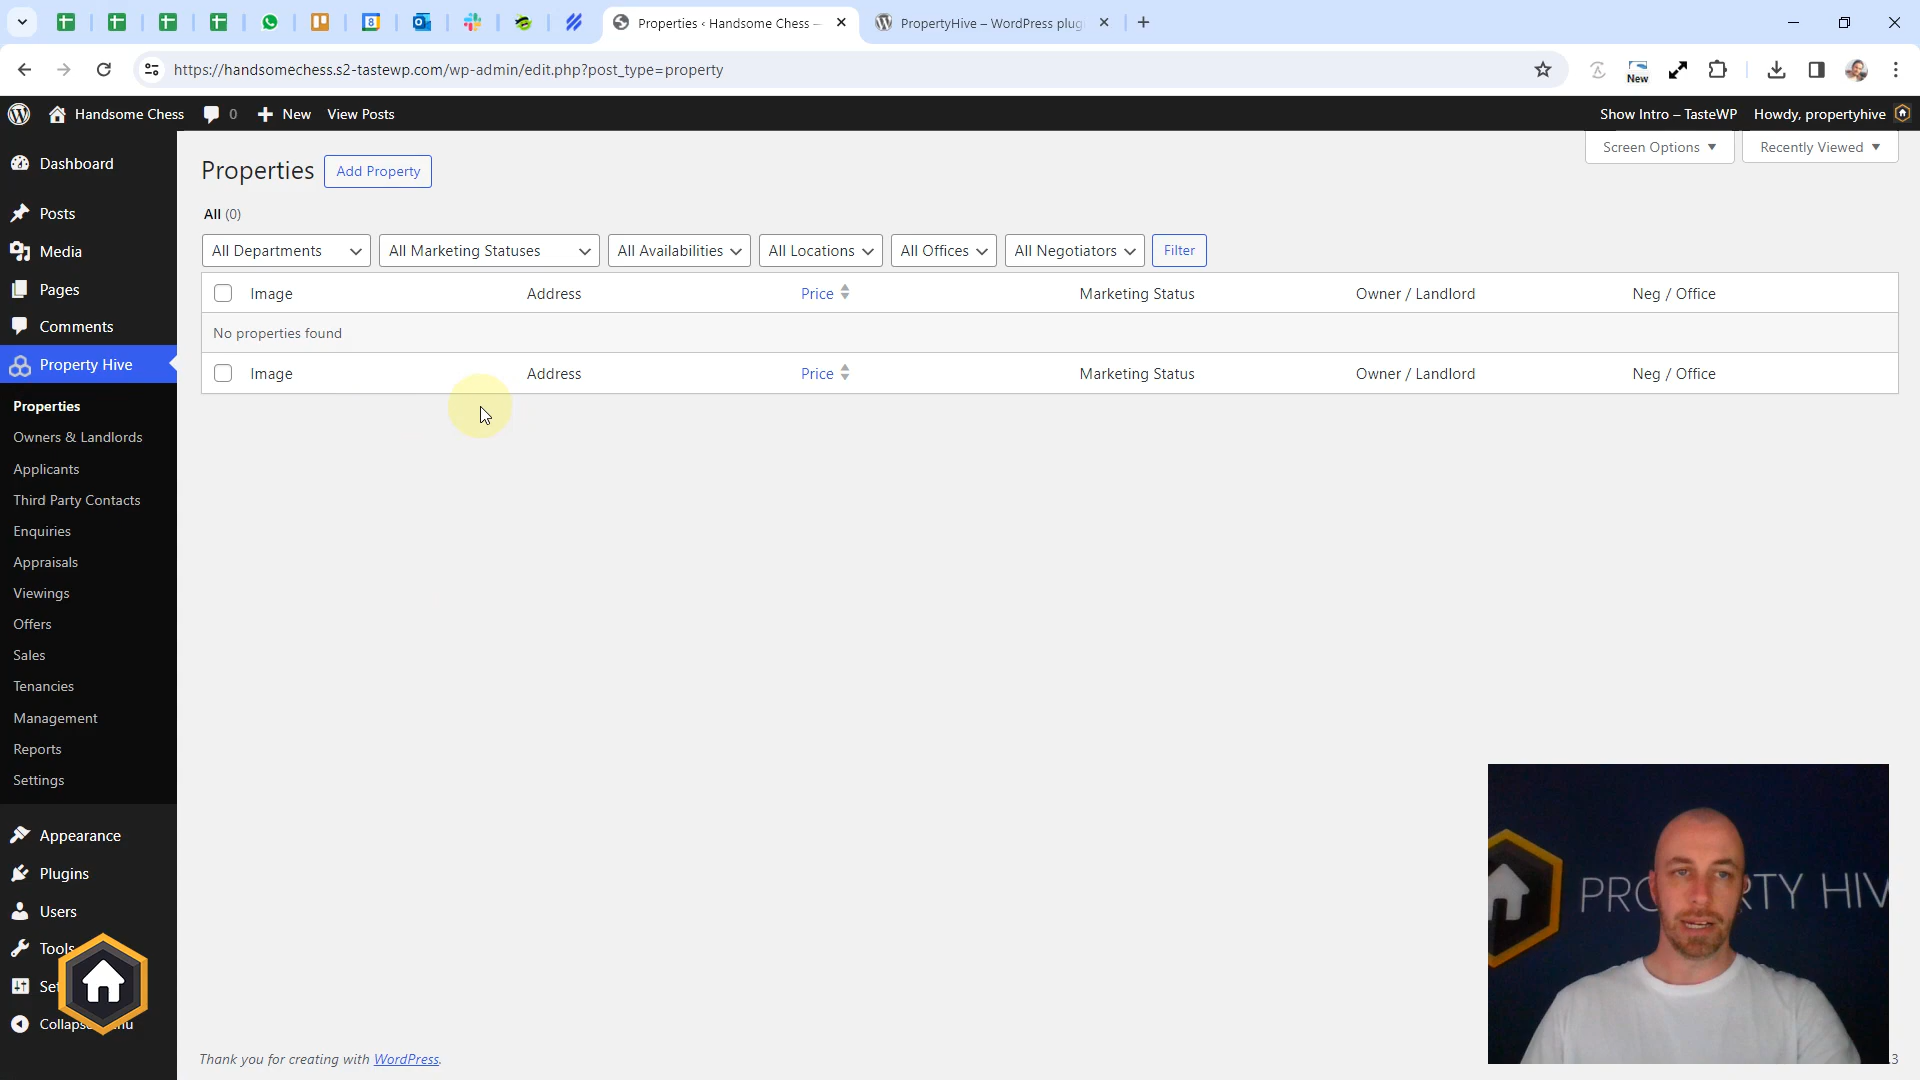 Properties ‹ Handsome Chess –
PropertyHive – WordPress plug
https://handsomechess.s2-tastewp.com/wp-admin/edit.php?post_type=property
New
Handsome Chess
0
New
View Posts
Show Intro – TasteWP
Howdy, propertyhive
Dashboard
Posts
Media
Pages
Comments
Property Hive
Properties
Owners & Landlords
Applicants
Third Party Contacts
Enquiries
Appraisals
Viewings
Offers
Sales
Tenancies
Management
Reports
Settings
Appearance
Plugins
Users
Tools
Se
Collapse
nu
Screen Options
Recently Viewed
Properties
Add Property
All (0)
All Departments
All Marketing Statuses
All Availabilities
All Locations
All Offices
All Negotiators
Filter
Image Address Price Marketing Status Owner / Landlord Neg / Office
No properties found
Image Address Price Marketing Status Owner / Landlord Neg / Office
Thank you for creating with WordPress.
PRO
TY HIV
.3